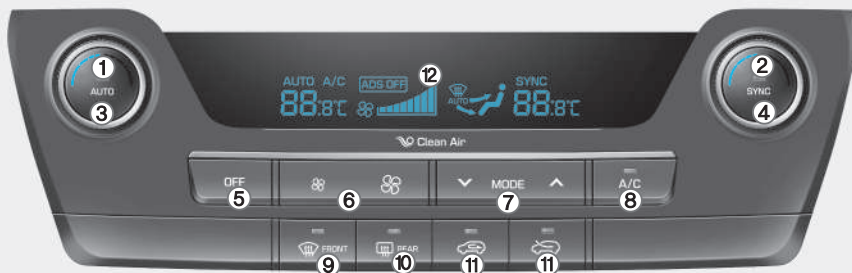 ① ②
AUTO SYNC
③ ④
AUTO A/C ADS OFF ⑫ SYNC
88.8°C AUTO 88.8°C
Clean Air
OFF MODE A/C
⑤ ⑥ ⑦ ⑧
FRONT REAR
⑨ ⑩ ⑪ ⑪